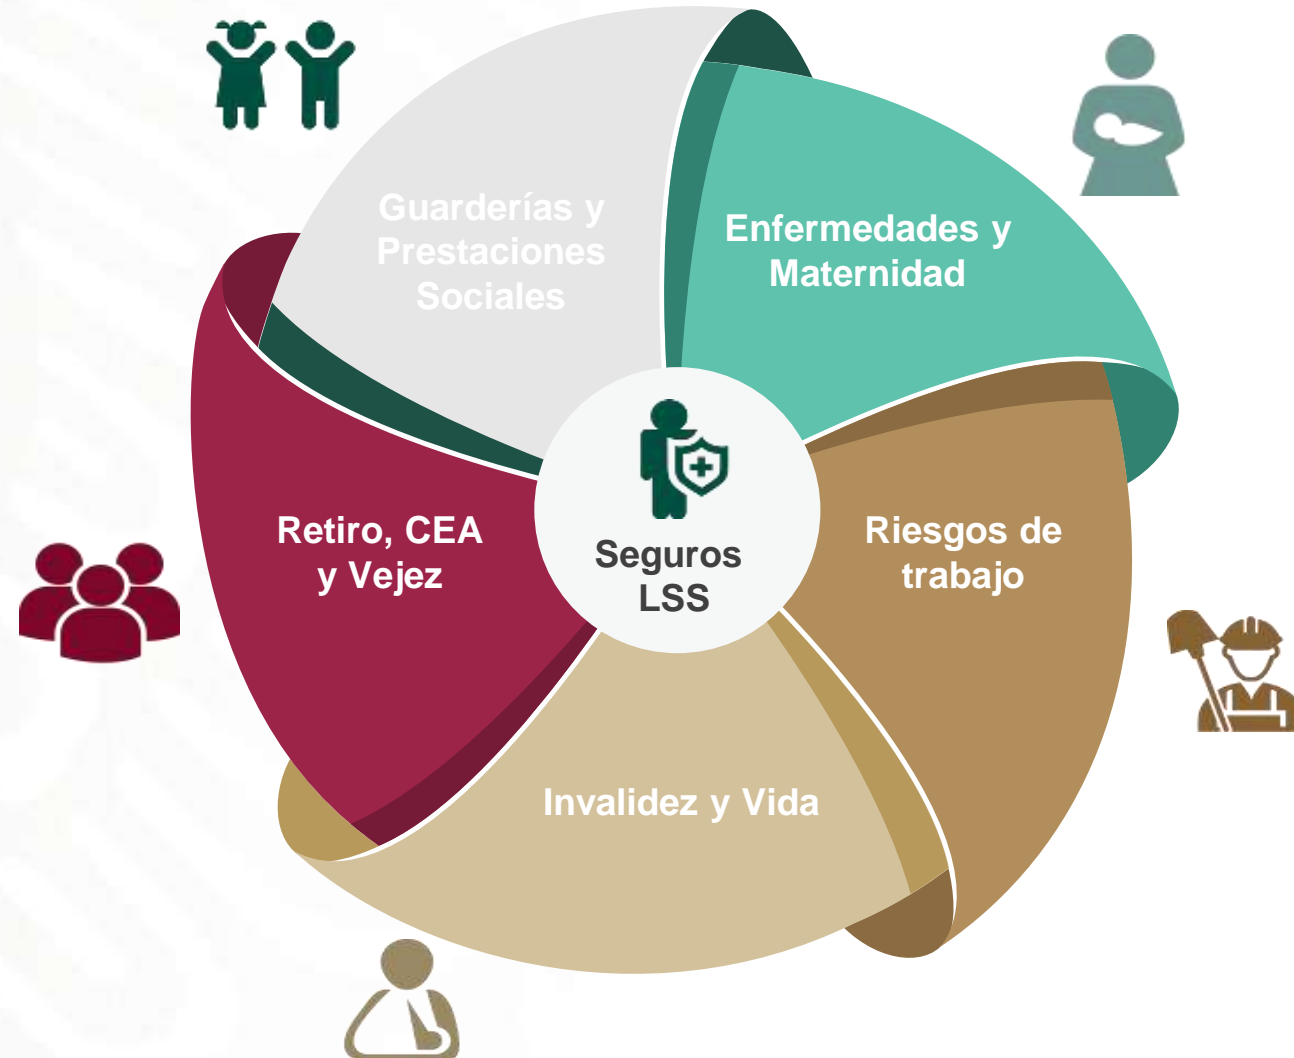 Guarderías y
Prestaciones
Sociales
Enfermedades y
Maternidad
Retiro, CEA
y Vejez
Seguros
LSS
Riesgos de
trabajo
Invalidez y Vida